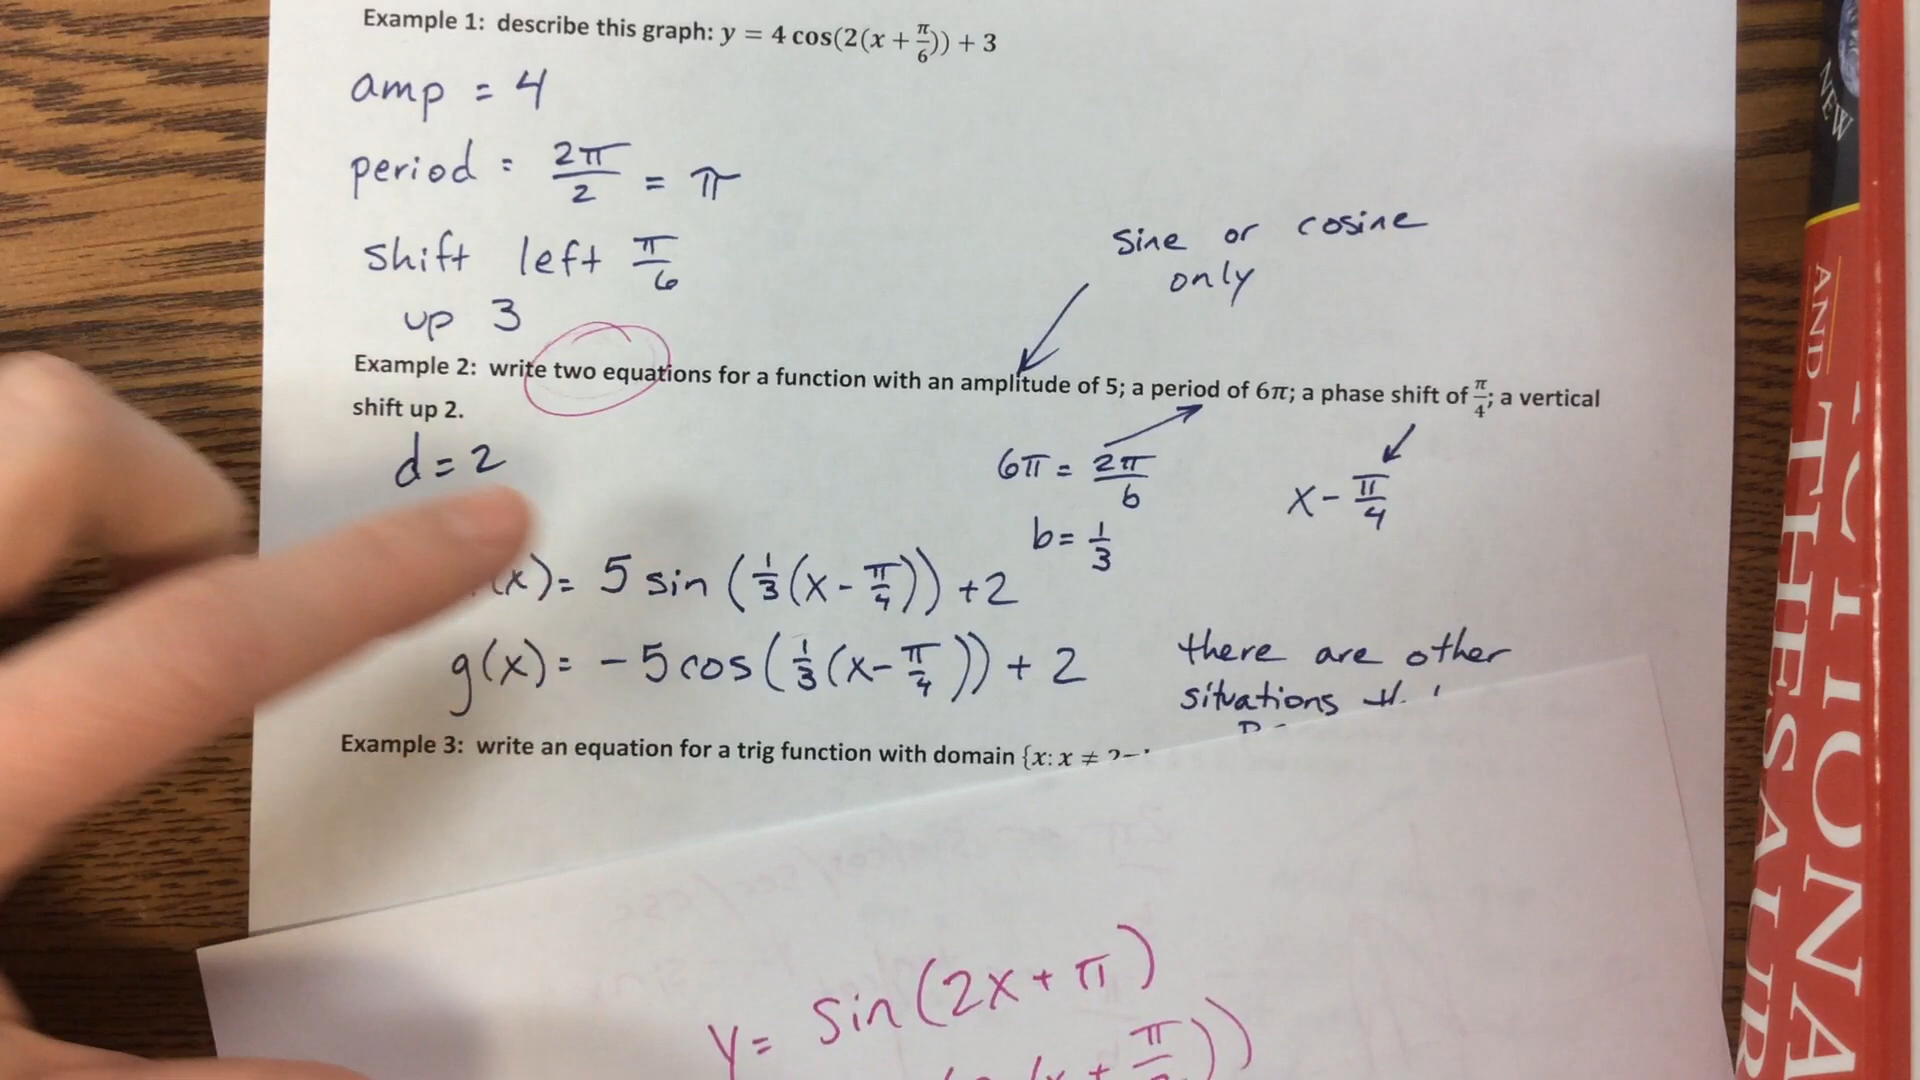 Example 1: describe this graph: y = 4 cos(2(x + π/6)) + 3
amp = 4
period = 2π/2 = π
shift left π/6
up 3
sine or cosine
only
Example 2: write two equations for a function with an amplitude of 5; a period of 6π; a phase shift of π/4; a vertical
shift up 2.
d = 2
6π = 2π/b
b = 1/3
x - π/4
(x) = 5 sin (1/3(x - π/4)) + 2
g(x) = - 5 cos (1/3(x - π/4)) + 2
there are other
situations
Example 3: write an equation for a trig function with domain {x: x ≠
y = sin(2x + π)
NEW
AND THESAUR